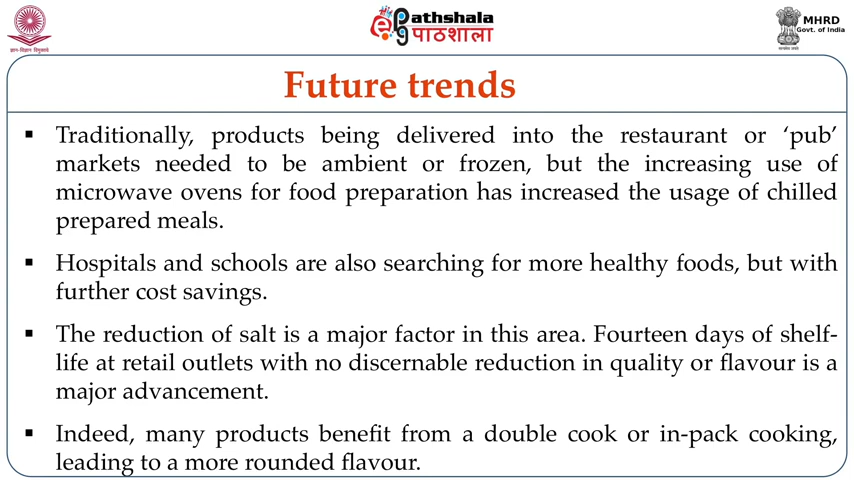 ePathshala
पाठशाला
ज्ञान-विज्ञान विमुक्तये
MHRD
Govt. of India
Future trends
▪ Traditionally, products being delivered into the restaurant or ‘pub’
markets needed to be ambient or frozen, but the increasing use of
microwave ovens for food preparation has increased the usage of chilled
prepared meals.
▪ Hospitals and schools are also searching for more healthy foods, but with
further cost savings.
▪ The reduction of salt is a major factor in this area. Fourteen days of shelf-
life at retail outlets with no discernable reduction in quality or flavour is a
major advancement.
▪ Indeed, many products benefit from a double cook or in-pack cooking,
leading to a more rounded flavour.